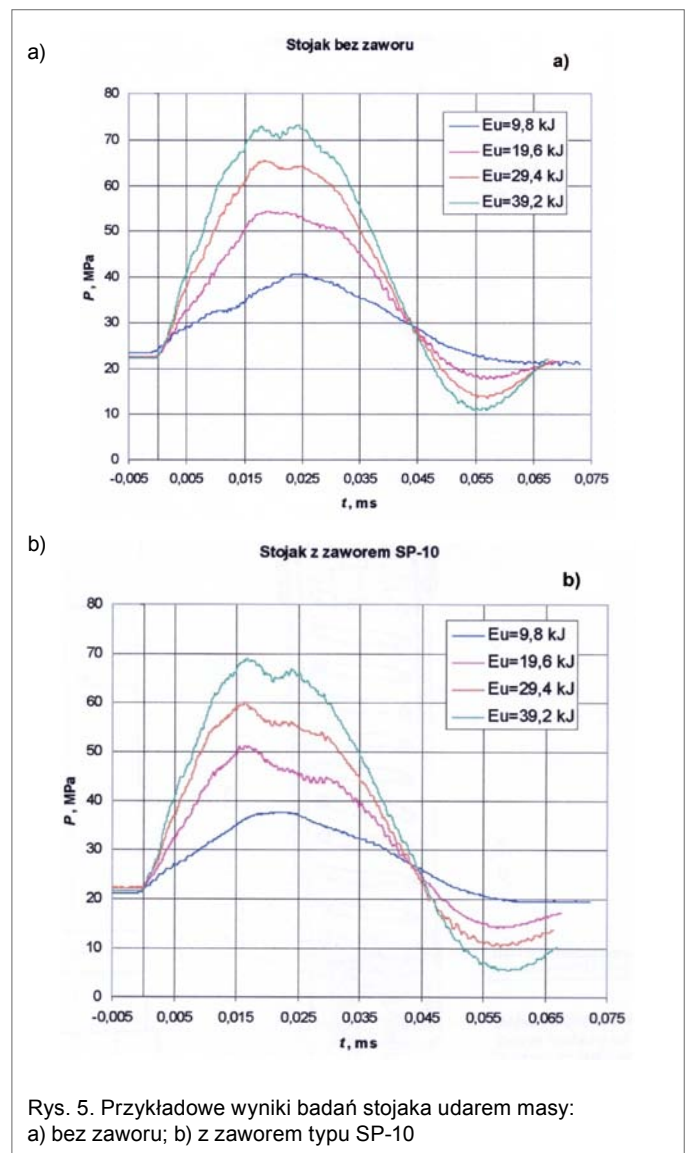 a)
Stojak bez zaworu
a)
80
70
60
50
40
30
20
10
0
P, MPa
Eu=9,8 kJ
Eu=19,6 kJ
Eu=29,4 kJ
Eu=39,2 kJ
-0,005 0,005 0,015 0,025 0,035 0,045 0,055 0,065 0,075
t, ms
b)
Stojak z zaworem SP-10
b)
80
70
60
50
40
30
20
10
0
P, MPa
Eu=9,8 kJ
Eu=19,6 kJ
Eu=29,4 kJ
Eu=39,2 kJ
-0,005 0,005 0,015 0,025 0,035 0,045 0,055 0,065 0,075
t, ms
Rys. 5. Przykładowe wyniki badań stojaka udarem masy:
a) bez zaworu; b) z zaworem typu SP-10